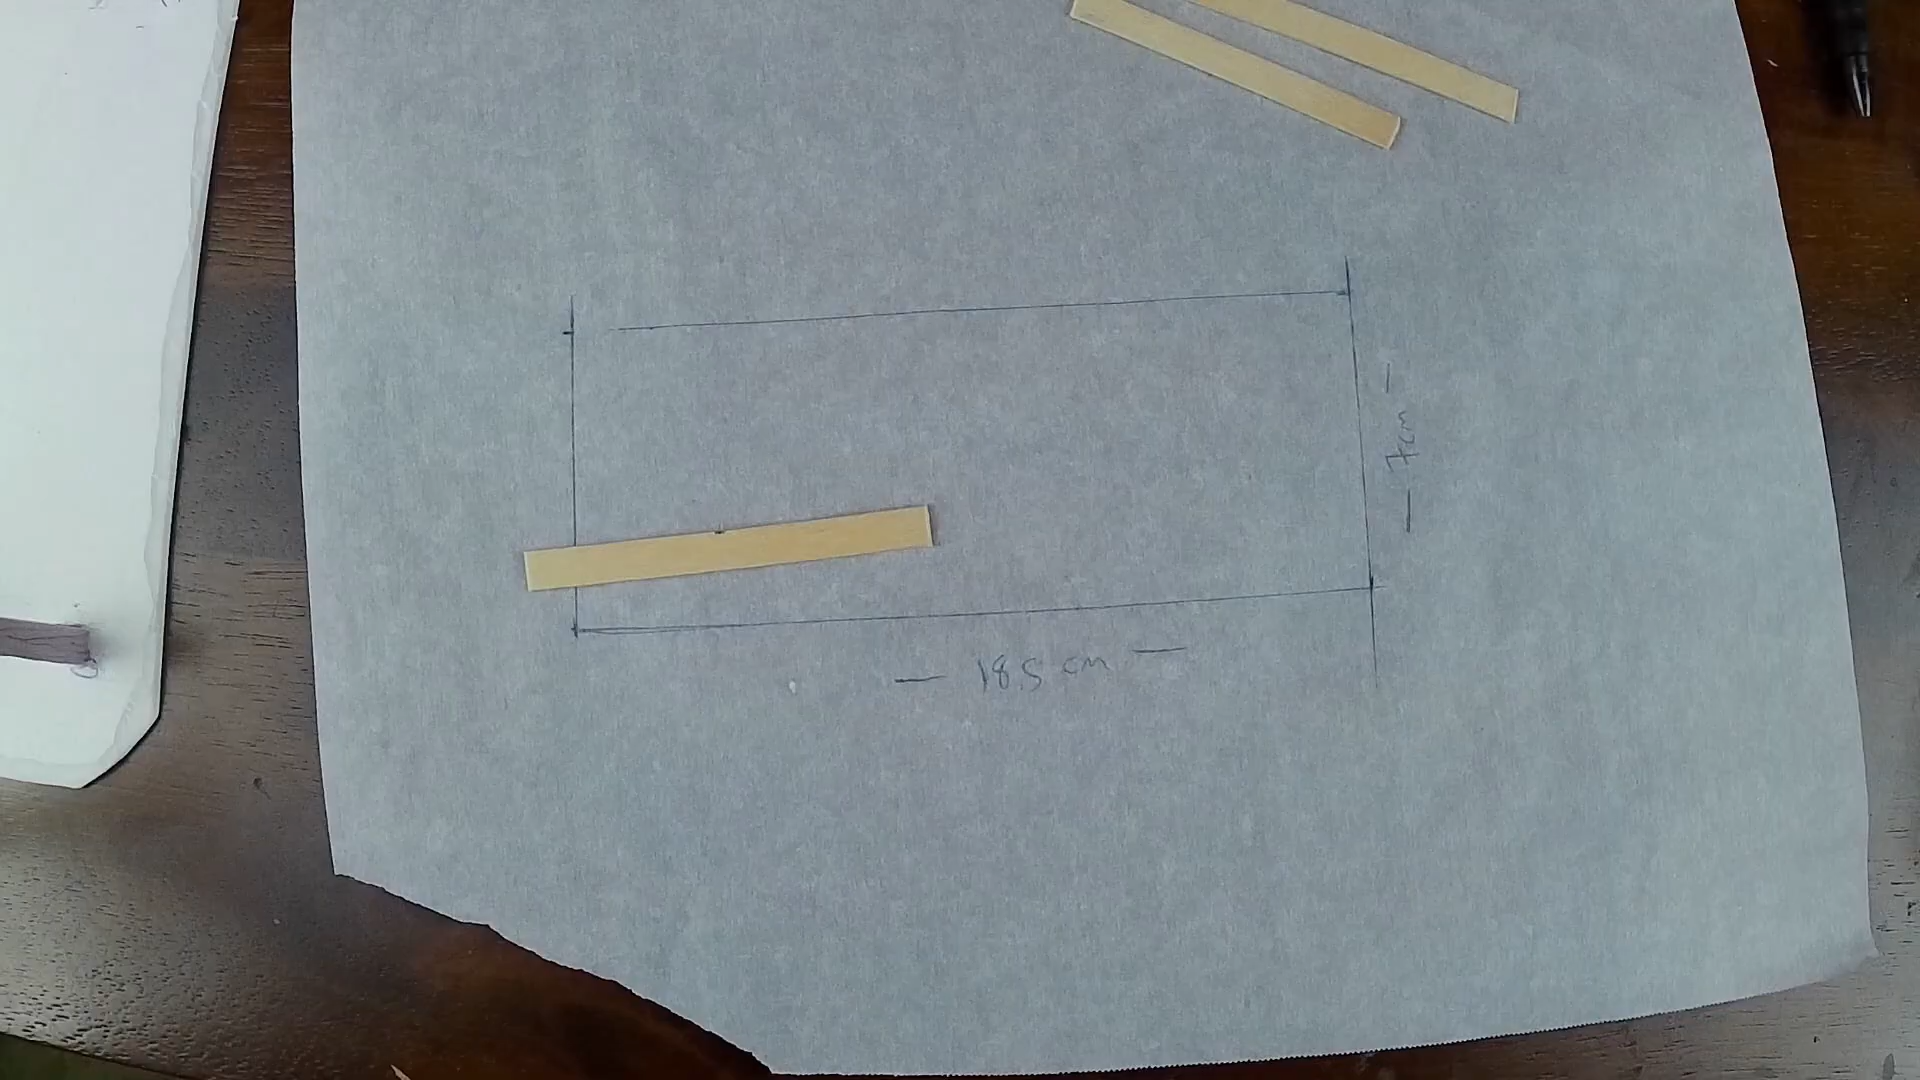 — 7cm —
— 18.5 cm —